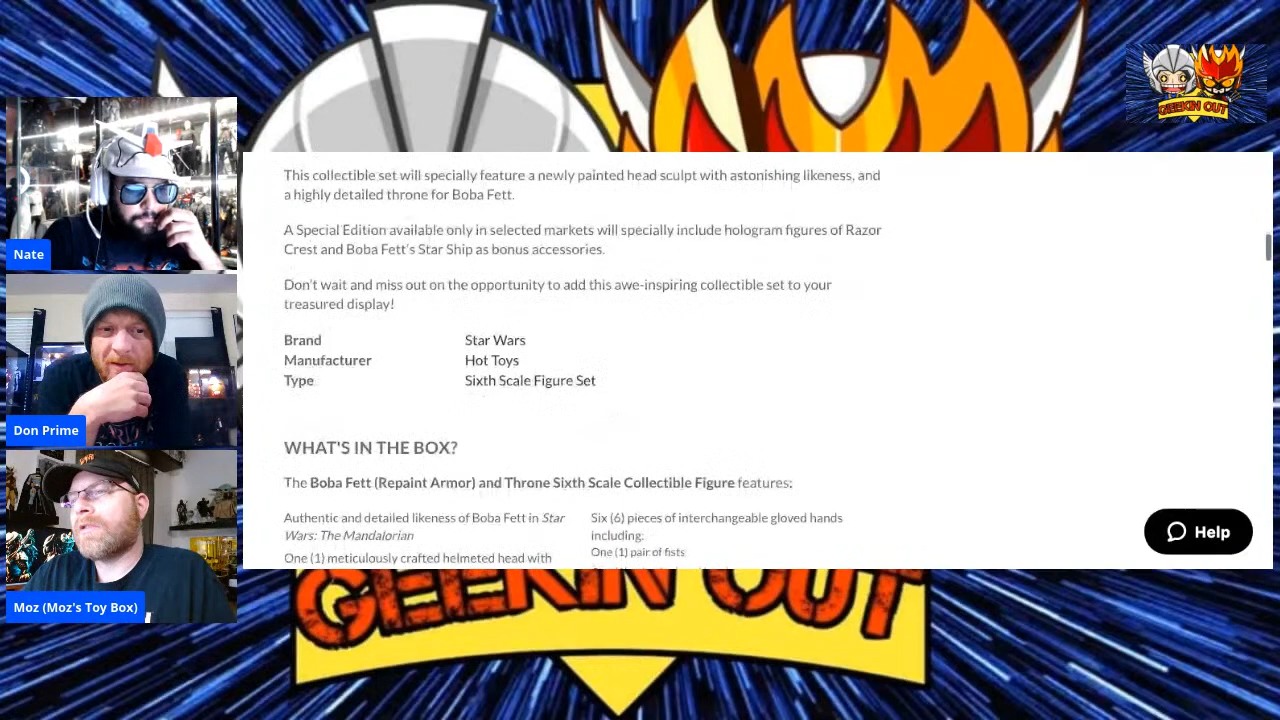 GEEKIN OUT
This collectible set will specially feature a newly painted head sculpt with astonishing likeness, and
a highly detailed throne for Boba Fett.
A Special Edition available only in selected markets will specially include hologram figures of Razor
Crest and Boba Fett's Star Ship as bonus accessories.
Don't wait and miss out on the opportunity to add this awe-inspiring collectible set to your
treasured display!
Brand Star Wars
Manufacturer Hot Toys
Type Sixth Scale Figure Set
WHAT'S IN THE BOX?
The Boba Fett (Repaint Armor) and Throne Sixth Scale Collectible Figure features:
Authentic and detailed likeness of Boba Fett in Star
Wars: The Mandalorian
One (1) meticulously crafted helmeted head with
Six (6) pieces of interchangeable gloved hands
including:
One (1) pair of fists
Help
Nate
Don Prime
Moz (Moz's Toy Box)
GEEKIN OUT